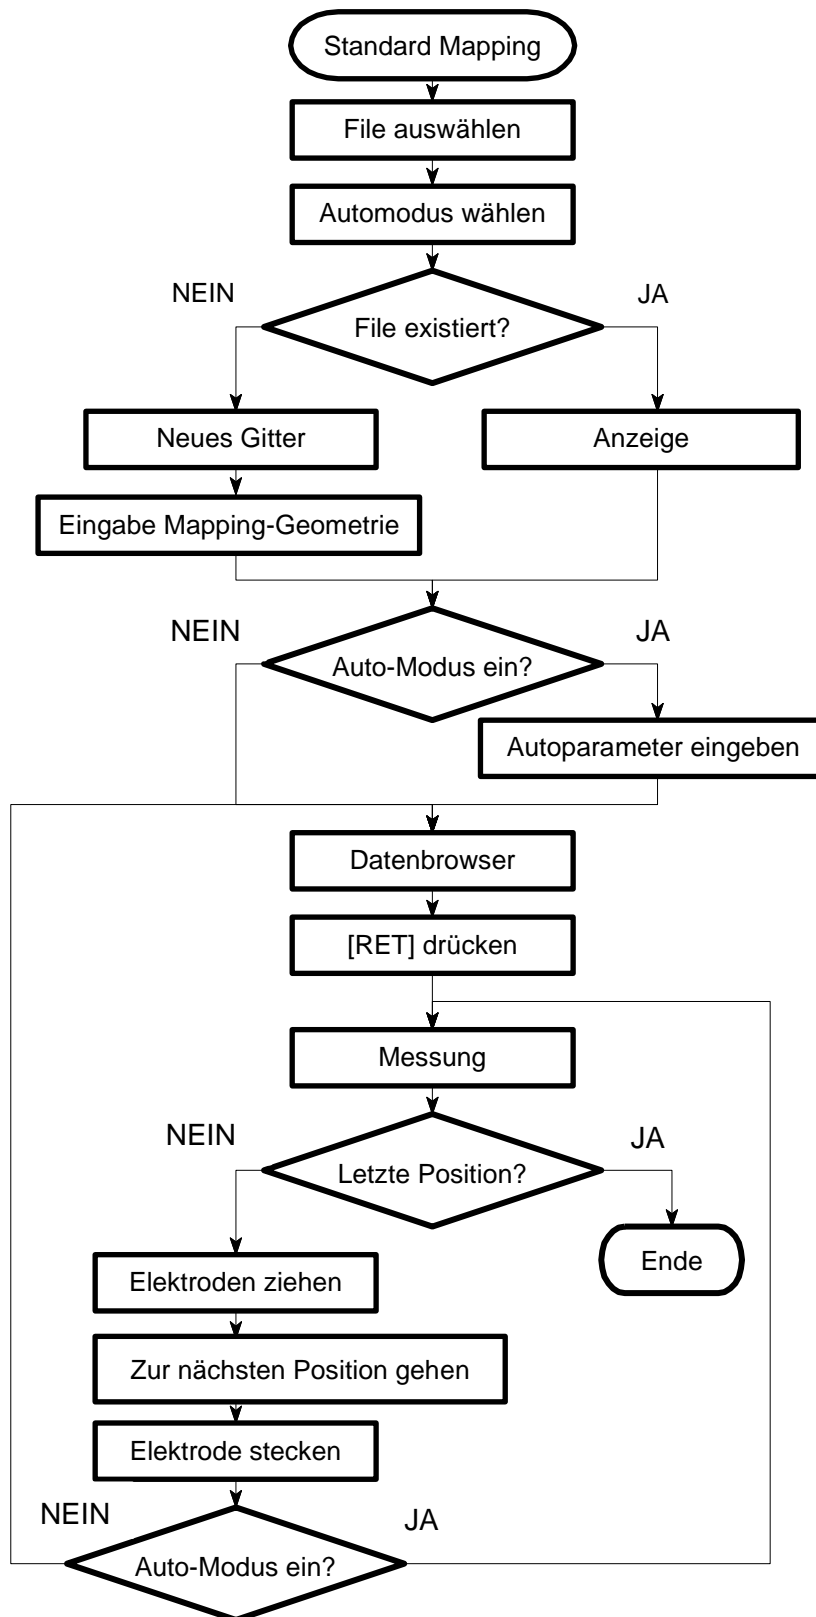 Standard Mapping
File auswählen
Automodus wählen
NEIN
JA
File existiert?
Neues Gitter
Anzeige
Eingabe Mapping-Geometrie
NEIN
JA
Auto-Modus ein?
Autoparameter eingeben
Datenbrowser
[RET] drücken
Messung
NEIN
JA
Letzte Position?
Ende
Elektroden ziehen
Zur nächsten Position gehen
Elektrode stecken
NEIN
JA
Auto-Modus ein?